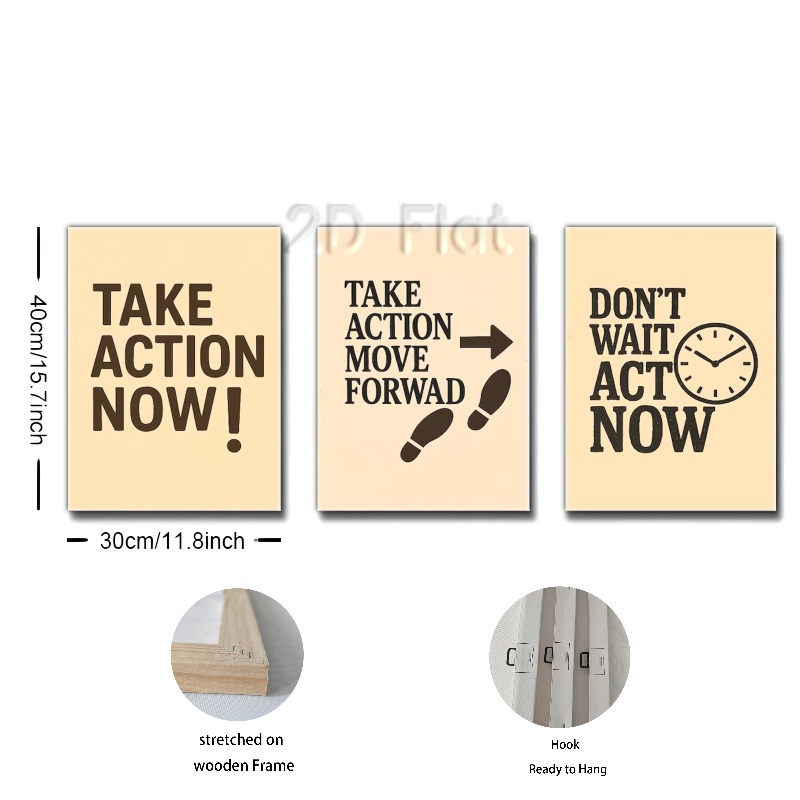 2D Flat
TAKE
ACTION
NOW!
TAKE
ACTION
MOVE
FORWAD
DON'T
WAIT
ACT
NOW
40cm/15.7inch
30cm/11.8inch
stretched on
wooden Frame
Hook
Ready to Hang